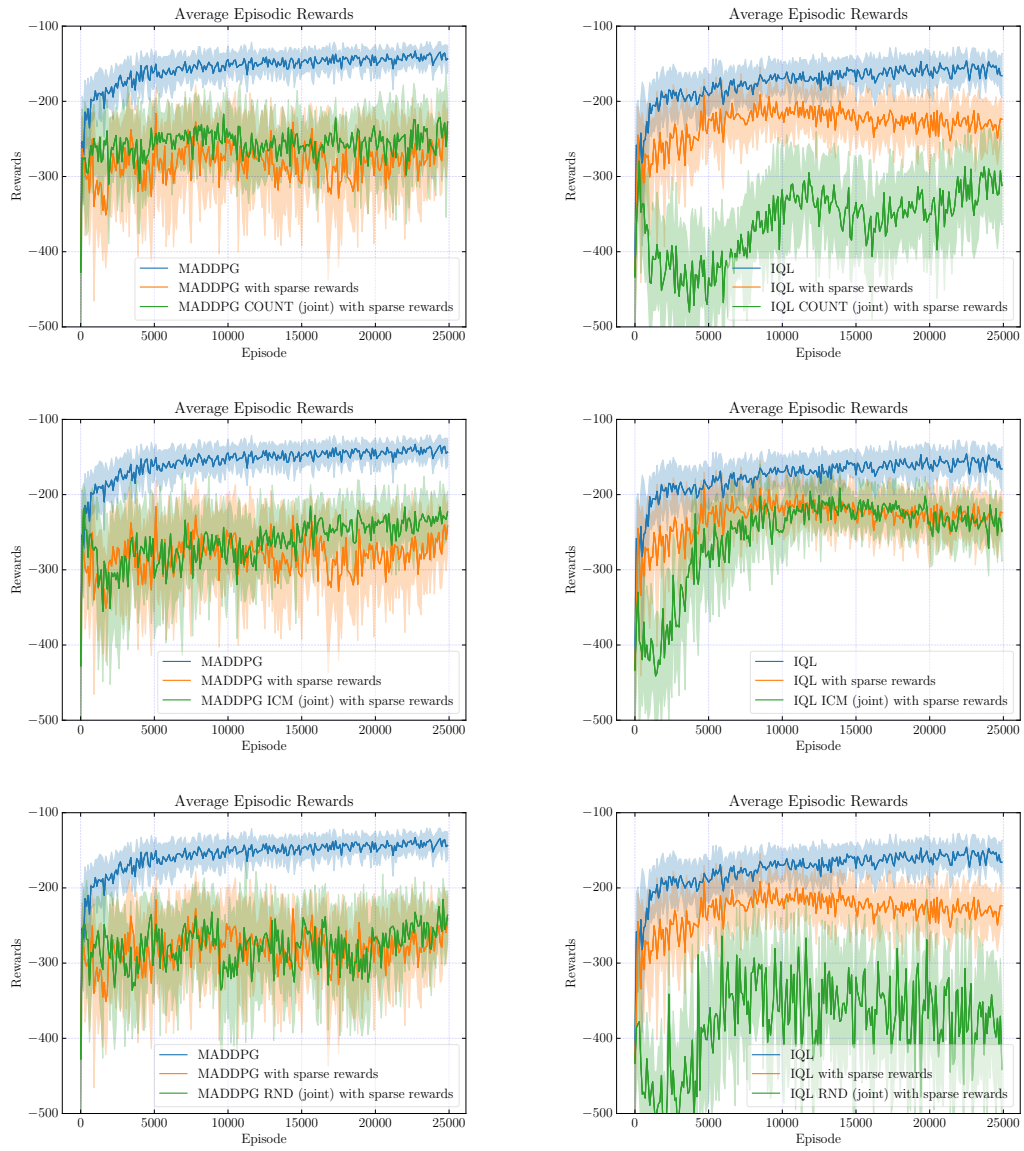 Average Episodic Rewards
−100
−200
−300
−400
−500
Rewards
MADDPG
MADDPG with sparse rewards
MADDPG COUNT (joint) with sparse rewards
0 5000 10000 15000 20000 25000
Episode
Average Episodic Rewards
−100
−200
−300
−400
−500
Rewards
IQL
IQL with sparse rewards
IQL COUNT (joint) with sparse rewards
0 5000 10000 15000 20000 25000
Episode
Average Episodic Rewards
−100
−200
−300
−400
−500
Rewards
MADDPG
MADDPG with sparse rewards
MADDPG ICM (joint) with sparse rewards
0 5000 10000 15000 20000 25000
Episode
Average Episodic Rewards
−100
−200
−300
−400
−500
Rewards
IQL
IQL with sparse rewards
IQL ICM (joint) with sparse rewards
0 5000 10000 15000 20000 25000
Episode
Average Episodic Rewards
−100
−200
−300
−400
−500
Rewards
MADDPG
MADDPG with sparse rewards
MADDPG RND (joint) with sparse rewards
0 5000 10000 15000 20000 25000
Episode
Average Episodic Rewards
−100
−200
−300
−400
−500
Rewards
IQL
IQL with sparse rewards
IQL RND (joint) with sparse rewards
0 5000 10000 15000 20000 25000
Episode